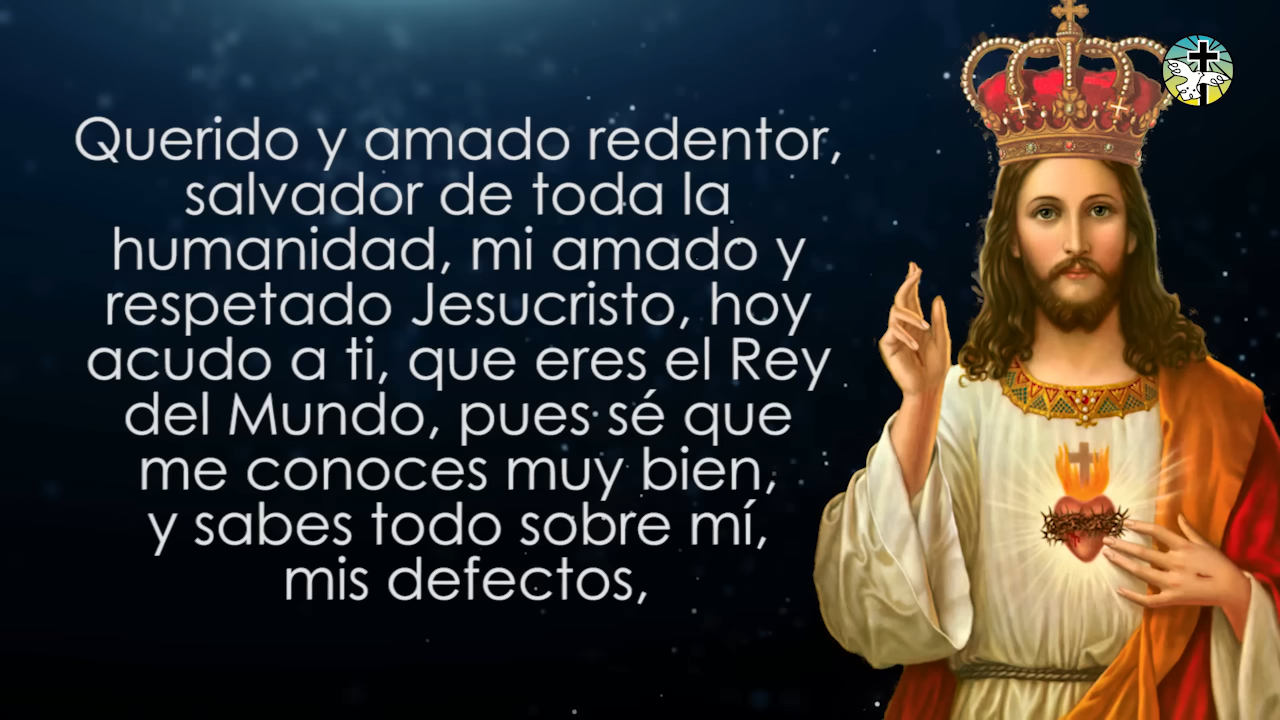 Querido y amado redentor,
salvador de toda la
humanidad, mi amado y
respetado Jesucristo, hoy
acudo a ti, que eres el Rey
del Mundo, pues sé que
me conoces muy bien,
y sabes todo sobre mí,
mis defectos,